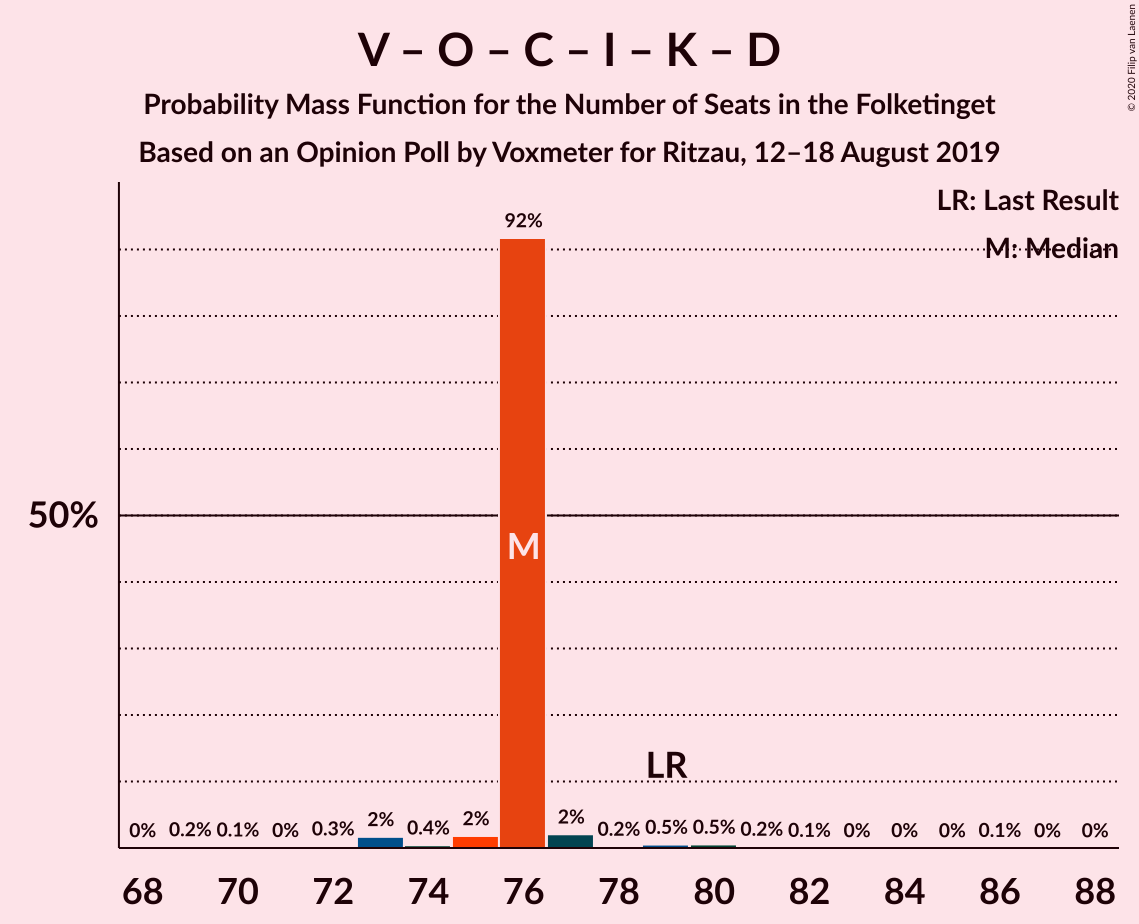 V – O – C – I – K – D
Probability Mass Function for the Number of Seats in the Folketinget
Based on an Opinion Poll by Voxmeter for Ritzau, 12–18 August 2019
© 2020 Filip van Laenen
LR: Last Result
M: Median
92%
50%
M
LR
0% 0.2% 0.1% 0% 0.3% 2% 0.4% 2% 2% 0.2% 0.5% 0.5% 0.2% 0.1% 0% 0% 0% 0.1% 0% 0%
68 70 72 74 76 78 80 82 84 86 88